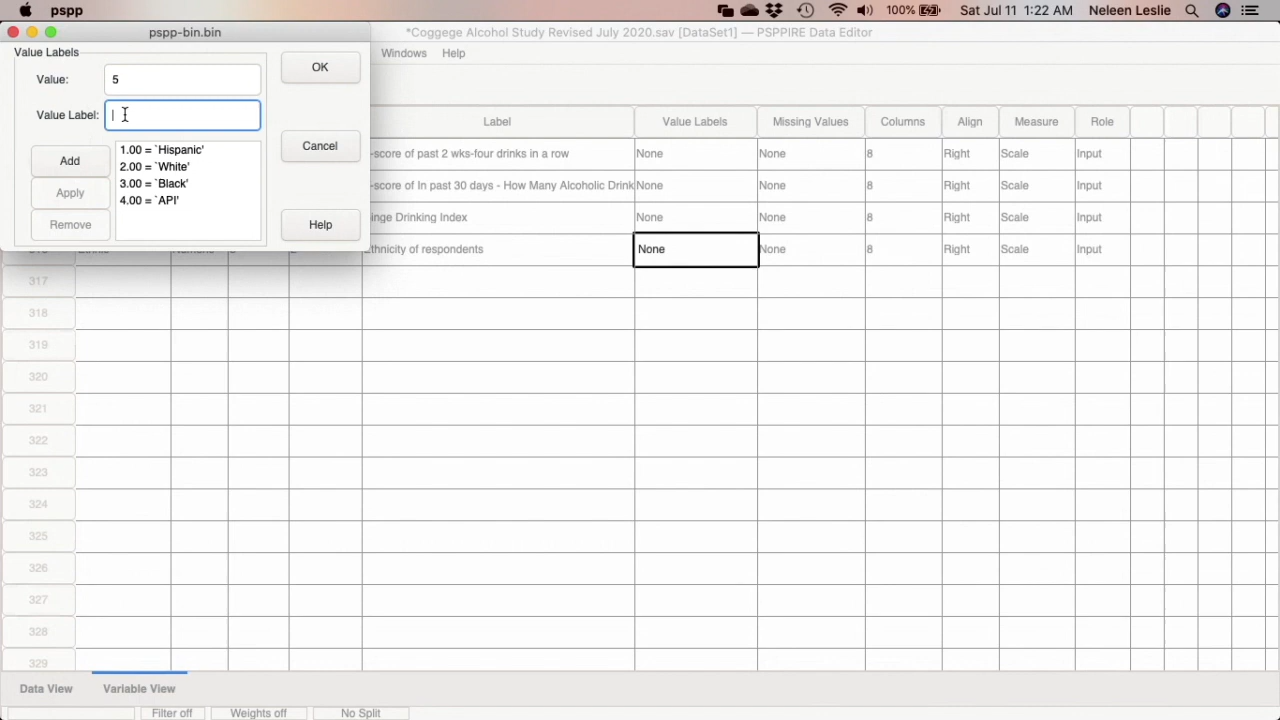 pspp 100% Sat Jul 11 1:22 AM Neleen Leslie
pspp-bin.bin
*Coggege Alcohol Study Revised July 2020.sav [DataSet1] — PSPPIRE Data Editor
Windows Help
Value Labels
Value: 5
OK
Value Label:
Cancel
Add
Apply
Remove
1.00 = `Hispanic'
2.00 = `White'
3.00 = `Black'
4.00 = `API'
Help
Label Value Labels Missing Values Columns Align Measure Role
-score of past 2 wks-four drinks in a row None None 8 Right Scale Input
-score of In past 30 days - How Many Alcoholic Drink None None 8 Right Scale Input
inge Drinking Index None None 8 Right Scale Input
thnicity of respondents None None 8 Right Scale Input
317
318
319
320
321
322
323
324
325
326
327
328
329
Data View Variable View
Filter off Weights off No Split